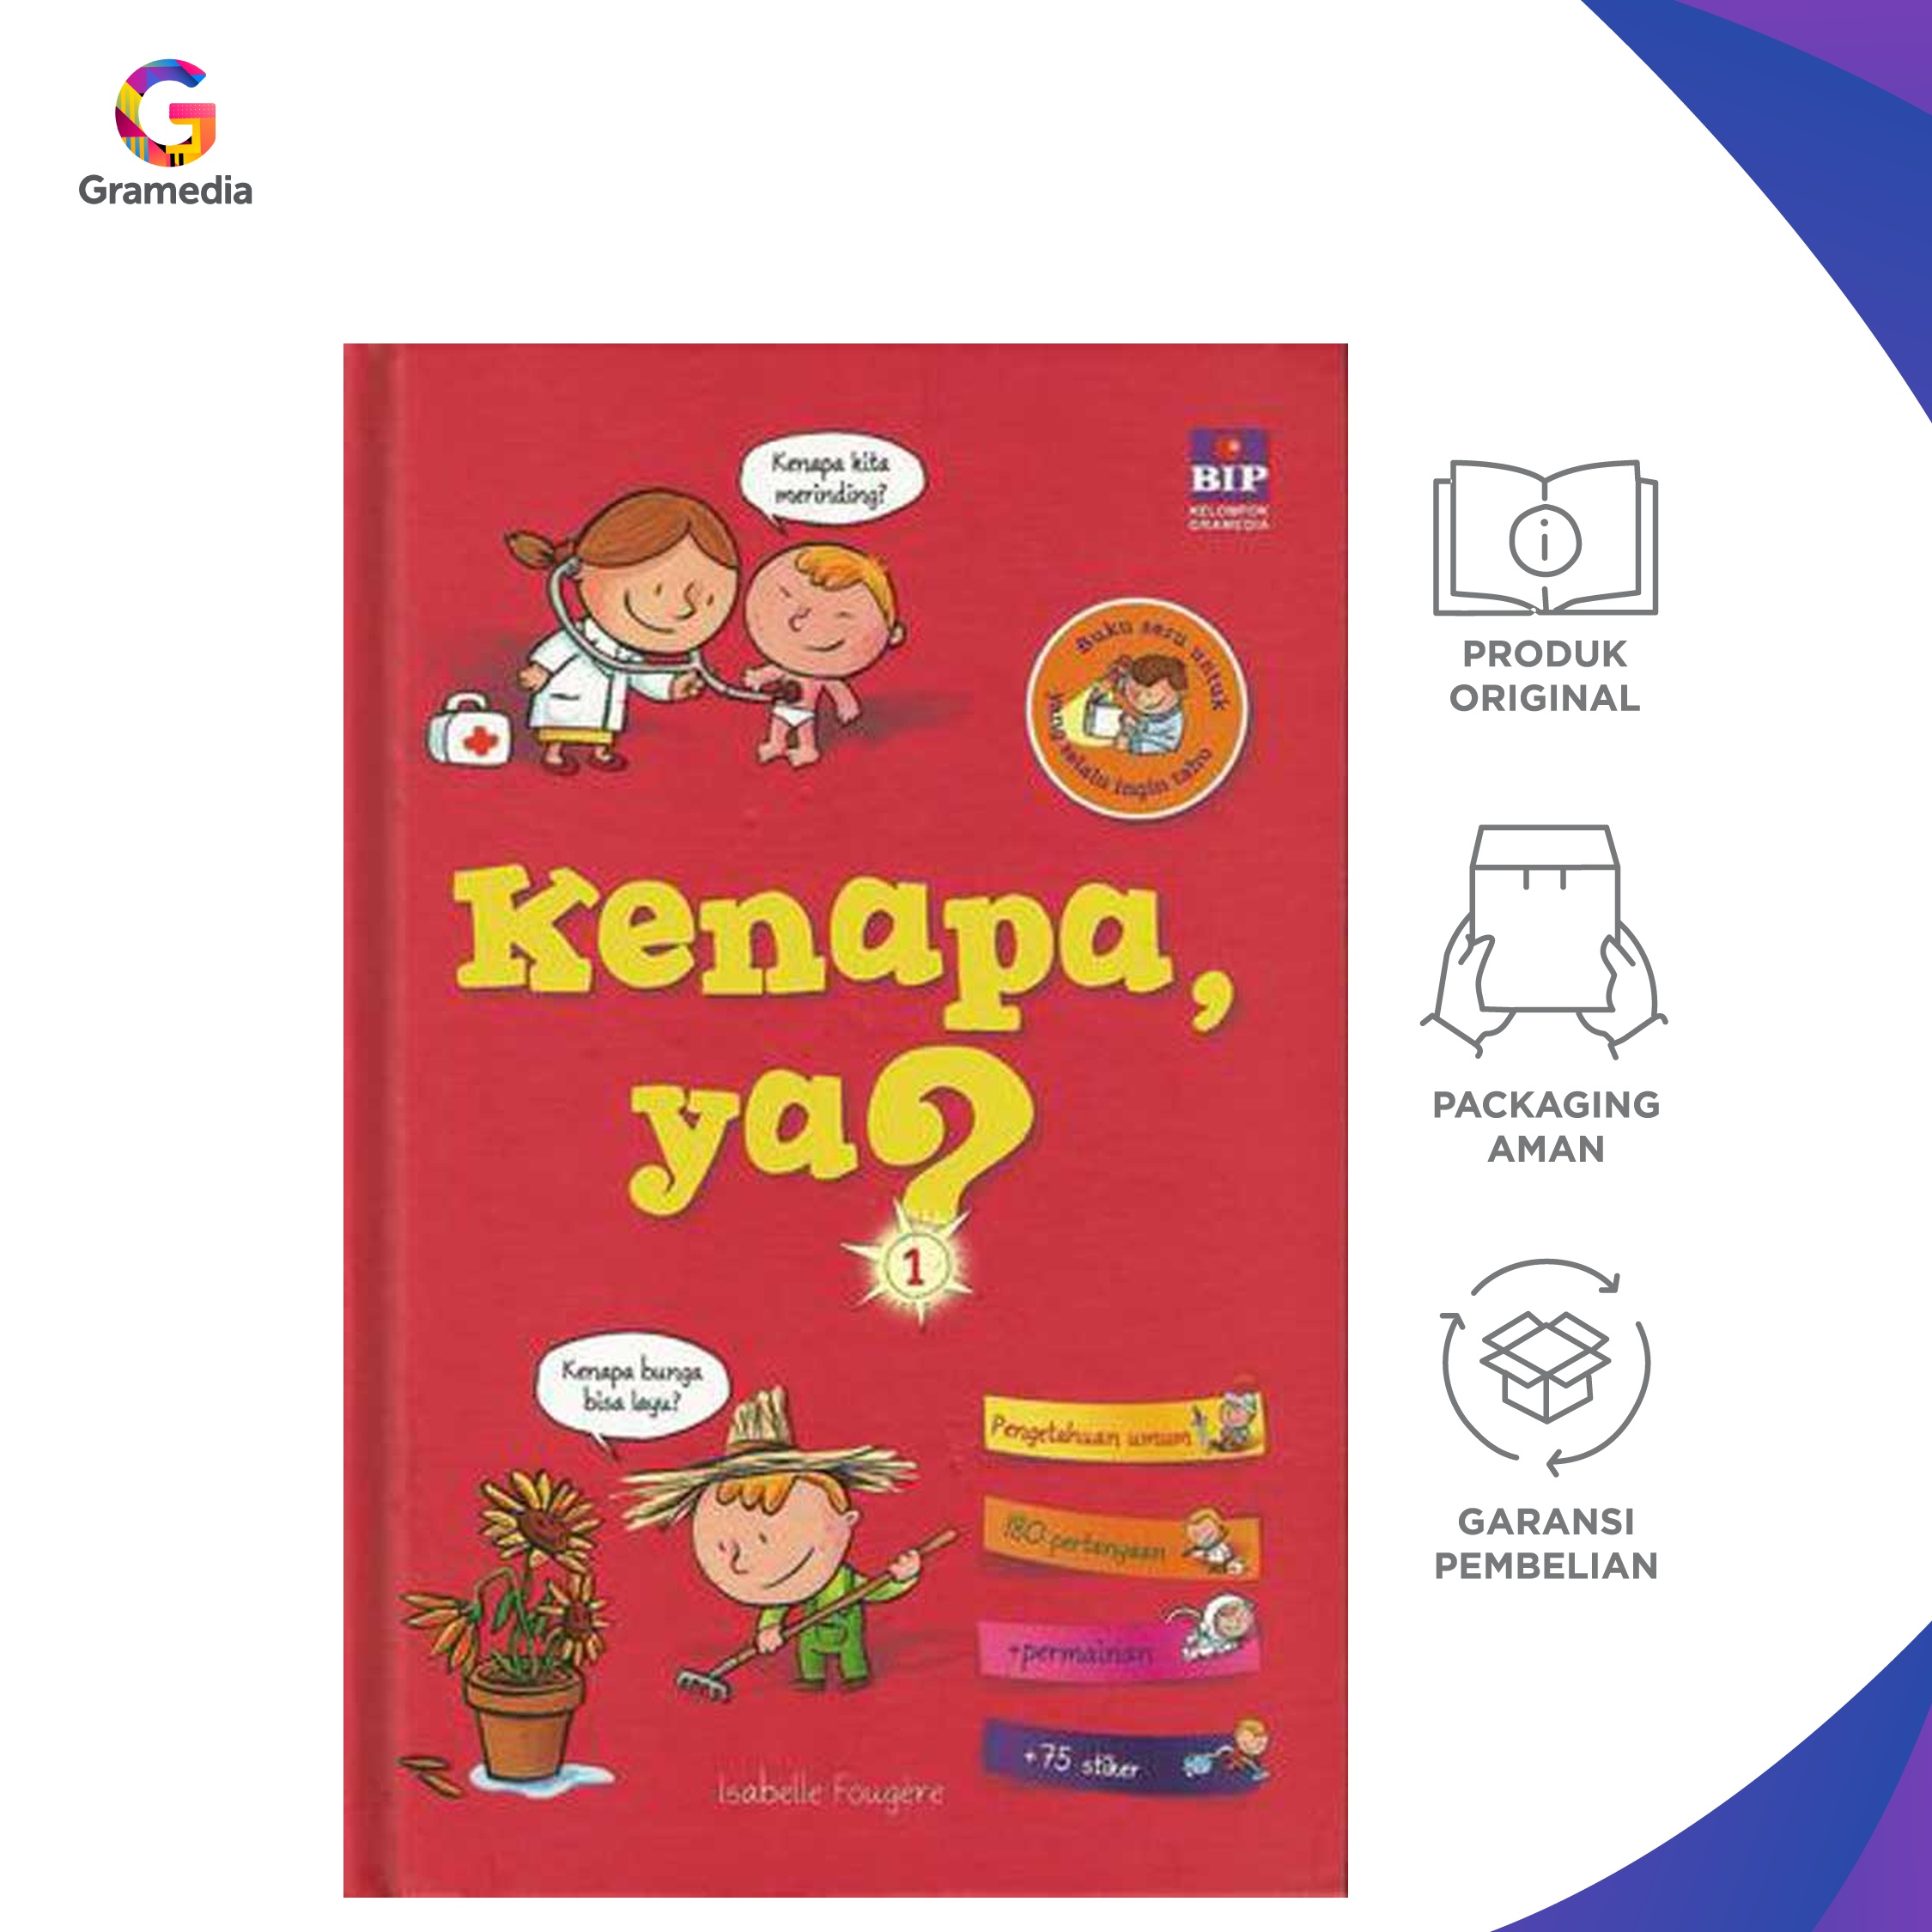 Gramedia
Kenapa kita
merinding?
BIP
KELOMPOK
GRAMEDIA
Buku seru untuk
yang selalu ingin tahu
Kenapa,
ya?
1
Kenapa bunga
bisa layu?
Pengetahuan umum
180 pertanyaan
+permainan
+75 stiker
Isabelle Fougère
PRODUK
ORIGINAL
PACKAGING
AMAN
GARANSI
PEMBELIAN